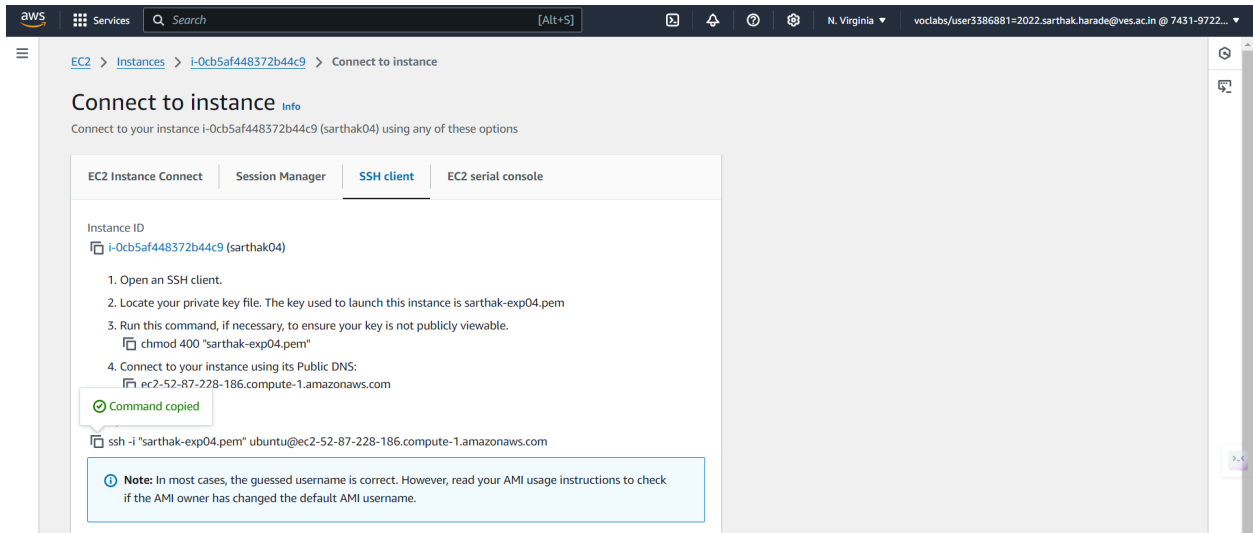 aws Services Search [Alt+S] N. Virginia ▼ voclabs/user3386881=2022.sarthak.harade@ves.ac.in @ 7431-9722... ▼
EC2 > Instances > i-0cb5af448372b44c9 > Connect to instance
Connect to instance Info
Connect to your instance i-0cb5af448372b44c9 (sarthak04) using any of these options
EC2 Instance Connect Session Manager SSH client EC2 serial console
Instance ID
i-0cb5af448372b44c9 (sarthak04)
1. Open an SSH client.
2. Locate your private key file. The key used to launch this instance is sarthak-exp04.pem
3. Run this command, if necessary, to ensure your key is not publicly viewable.
chmod 400 "sarthak-exp04.pem"
4. Connect to your instance using its Public DNS:
ec2-52-87-228-186.compute-1.amazonaws.com
Command copied
ssh -i "sarthak-exp04.pem" ubuntu@ec2-52-87-228-186.compute-1.amazonaws.com
Note: In most cases, the guessed username is correct. However, read your AMI usage instructions to check
if the AMI owner has changed the default AMI username.